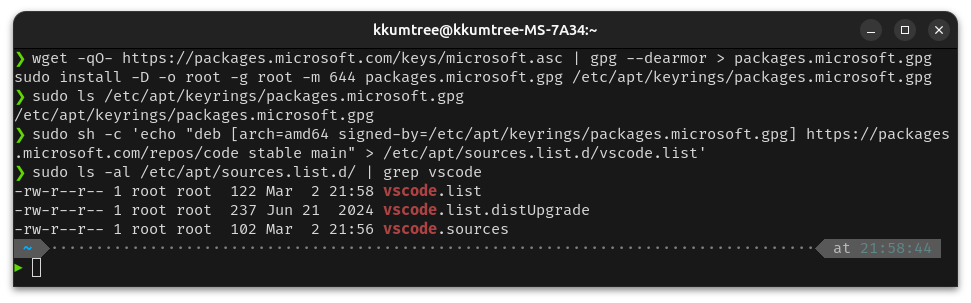 kkumtree@kkumtree-MS-7A34:~
❯ wget -qO- https://packages.microsoft.com/keys/microsoft.asc | gpg --dearmor > packages.microsoft.gpg
sudo install -D -o root -g root -m 644 packages.microsoft.gpg /etc/apt/keyrings/packages.microsoft.gpg
❯ sudo ls /etc/apt/keyrings/packages.microsoft.gpg
/etc/apt/keyrings/packages.microsoft.gpg
❯ sudo sh -c 'echo "deb [arch=amd64 signed-by=/etc/apt/keyrings/packages.microsoft.gpg] https://packages
.microsoft.com/repos/code stable main" > /etc/apt/sources.list.d/vscode.list'
❯ sudo ls -al /etc/apt/sources.list.d/ | grep vscode
-rw-r--r-- 1 root root  122 Mar  2 21:58 vscode.list
-rw-r--r-- 1 root root  237 Jun 21  2024 vscode.list.distUpgrade
-rw-r--r-- 1 root root  102 Mar  2 21:56 vscode.sources
~ at 21:58:44